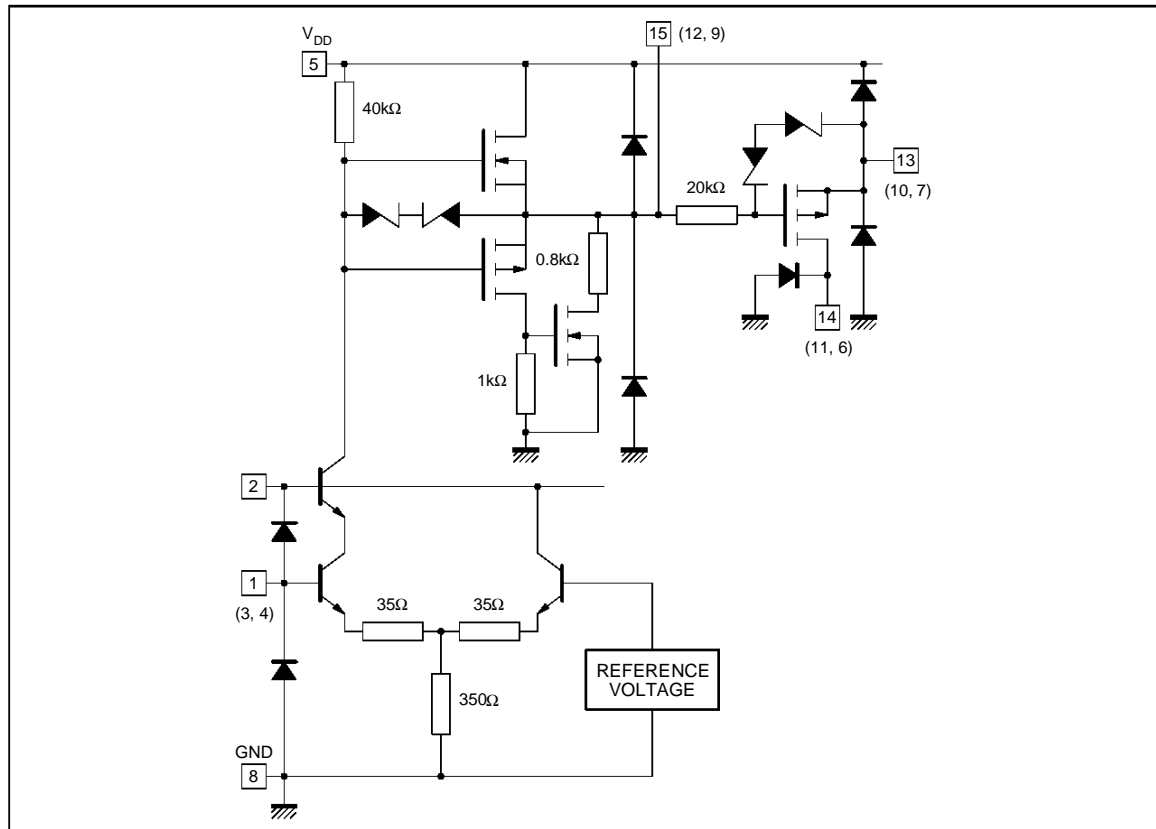 V DD
5
15 (12, 9)
40kΩ
13
(10, 7)
20kΩ
0.8kΩ
14
(11, 6)
1kΩ
2
1
(3, 4)
35Ω
35Ω
REFERENCE
VOLTAGE
350Ω
GND
8